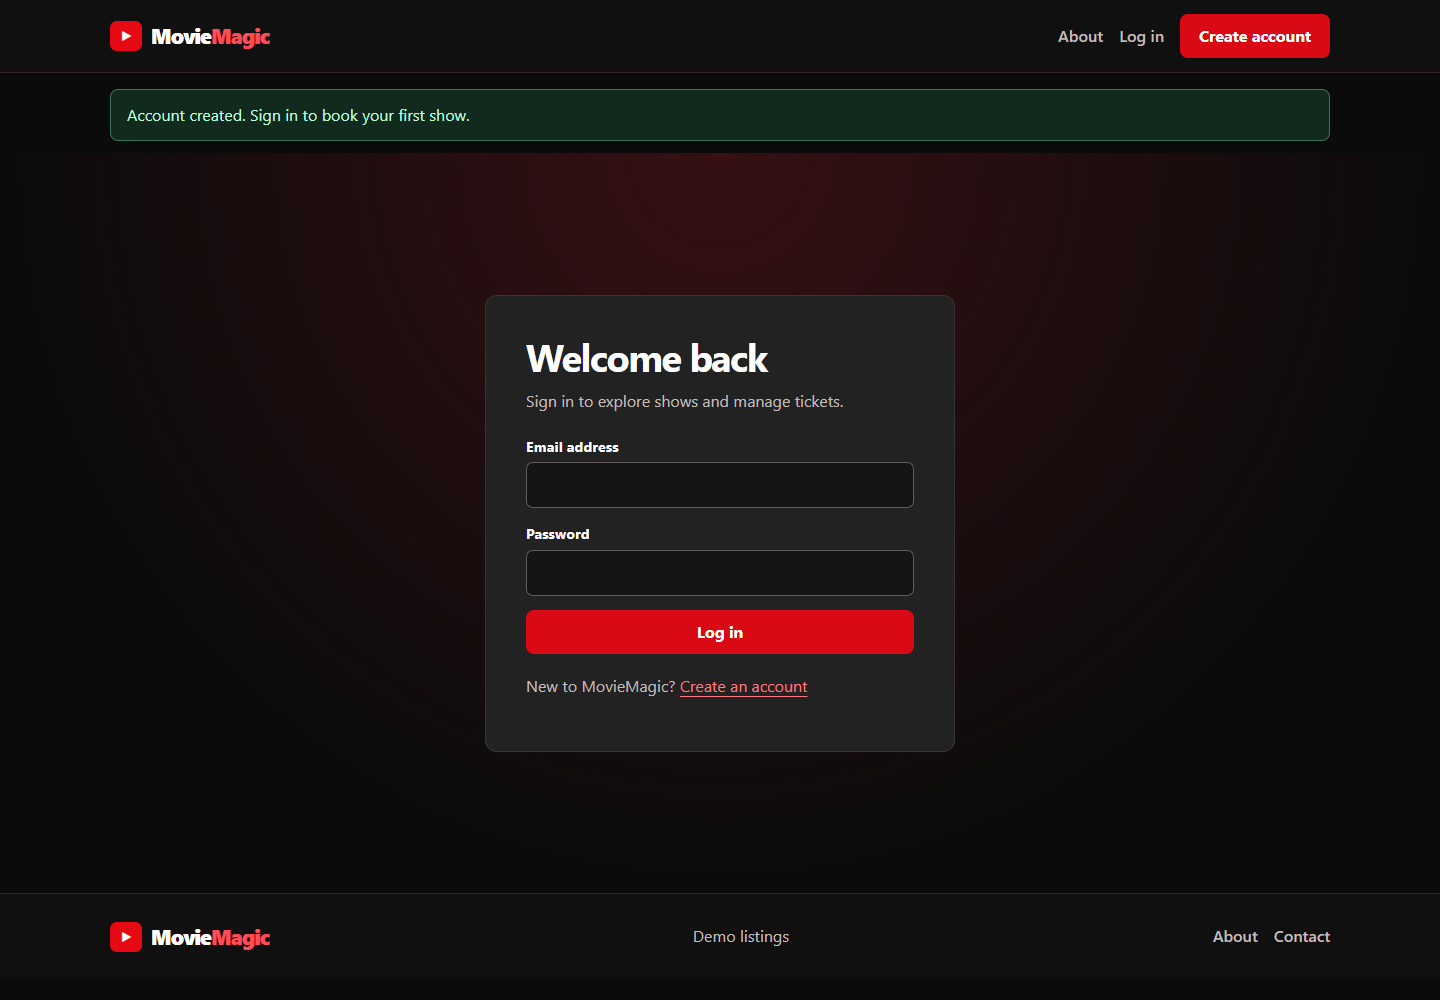 MovieMagic
About Log in Create account
Account created. Sign in to book your first show.
Welcome back
Sign in to explore shows and manage tickets.
Email address
Password
Log in
New to MovieMagic? Create an account
MovieMagic
Demo listings
About Contact